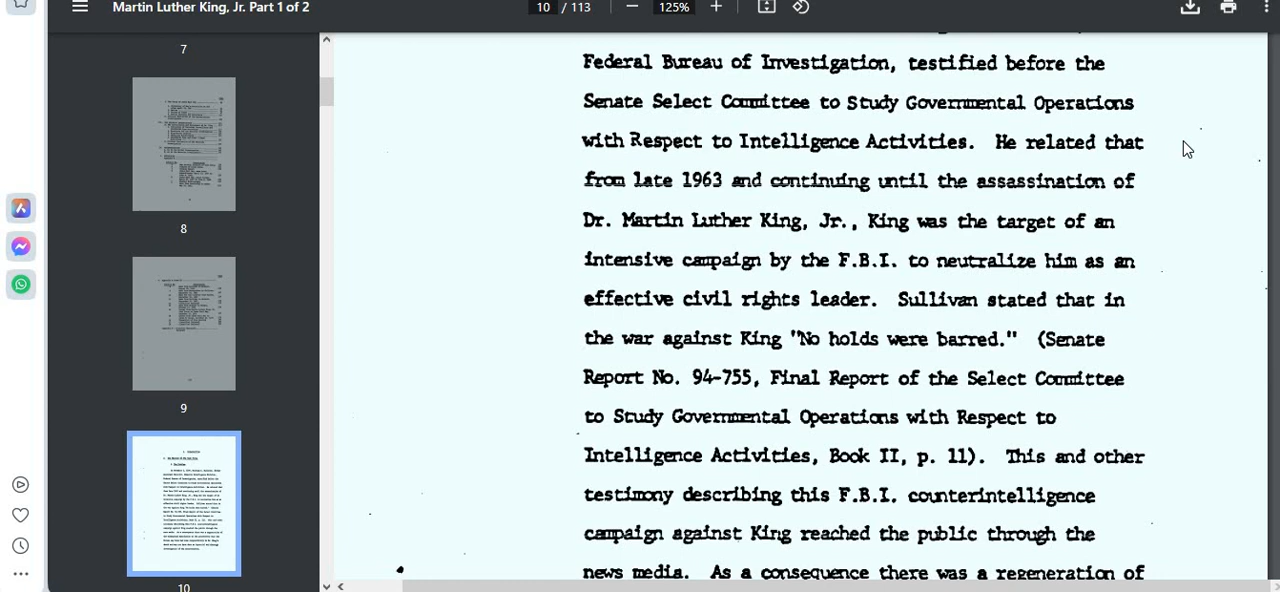 Martin Luther King, Jr. Part 1 of 2
10 / 113
125%
7
8
9
10
Federal Bureau of Investigation, testified before the
Senate Select Committee to Study Governmental Operations
with Respect to Intelligence Activities. He related that
from late 1963 and continuing until the assassination of
Dr. Martin Luther King, Jr., King was the target of an
intensive campaign by the F.B.I. to neutralize him as an
effective civil rights leader. Sullivan stated that in
the war against King "No holds were barred." (Senate
Report No. 94-755, Final Report of the Select Committee
to Study Governmental Operations with Respect to
Intelligence Activities, Book II, p. 11). This and other
testimony describing this F.B.I. counterintelligence
campaign against King reached the public through the
news media. As a consequence there was a regeneration of